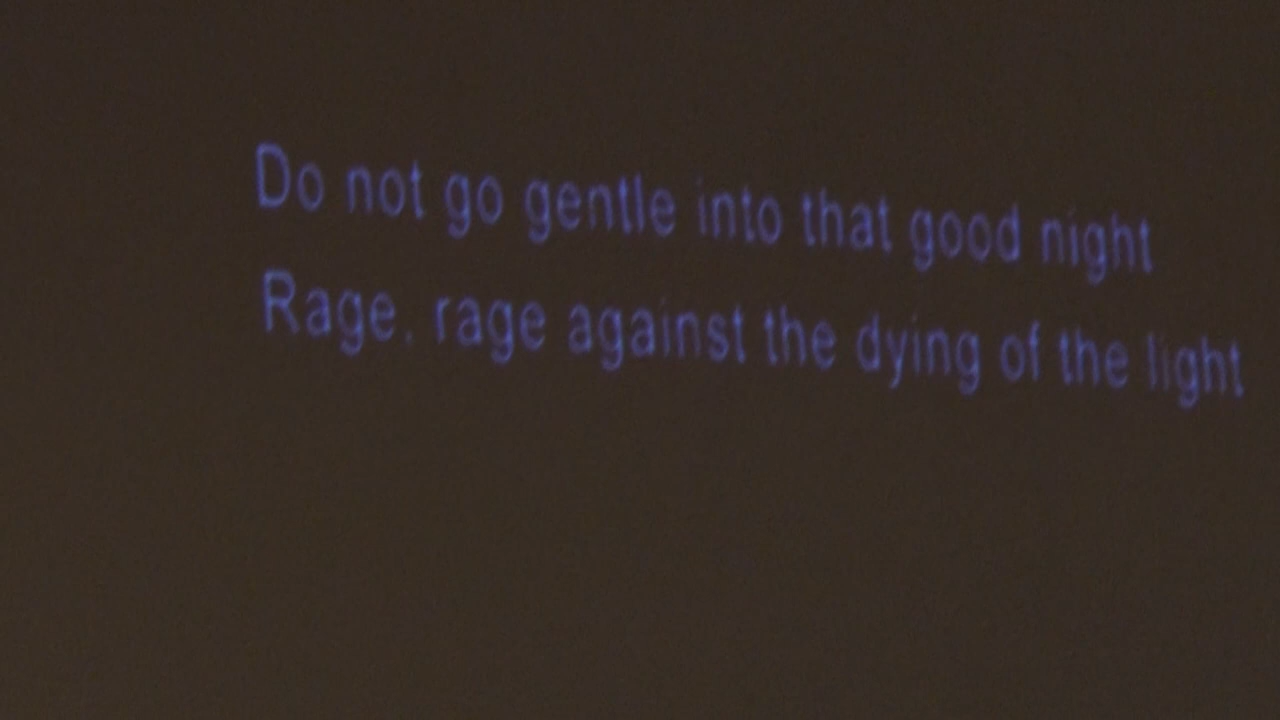 Do not go gentle into that good night
Rage, rage against the dying of the light